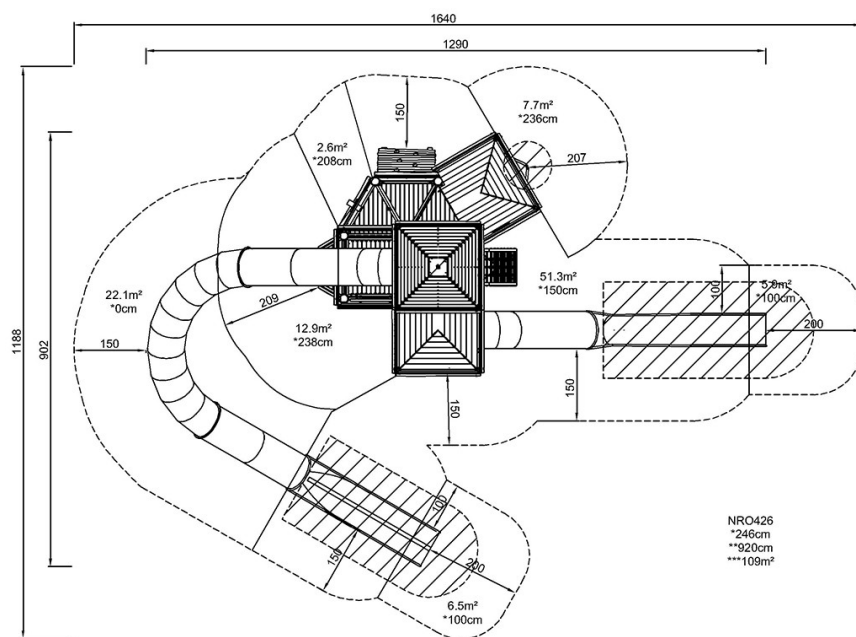 1640
1290
1188
902
150
7.7m²
*236cm
207
2.6m²
*208cm
22.1m²
*0cm
209
12.9m²
*238cm
150
51.3m²
*150cm
100
5.9m²
*100cm
200
150
150
100
150
200
6.5m²
*100cm
NRO426
*246cm
**920cm
***109m²